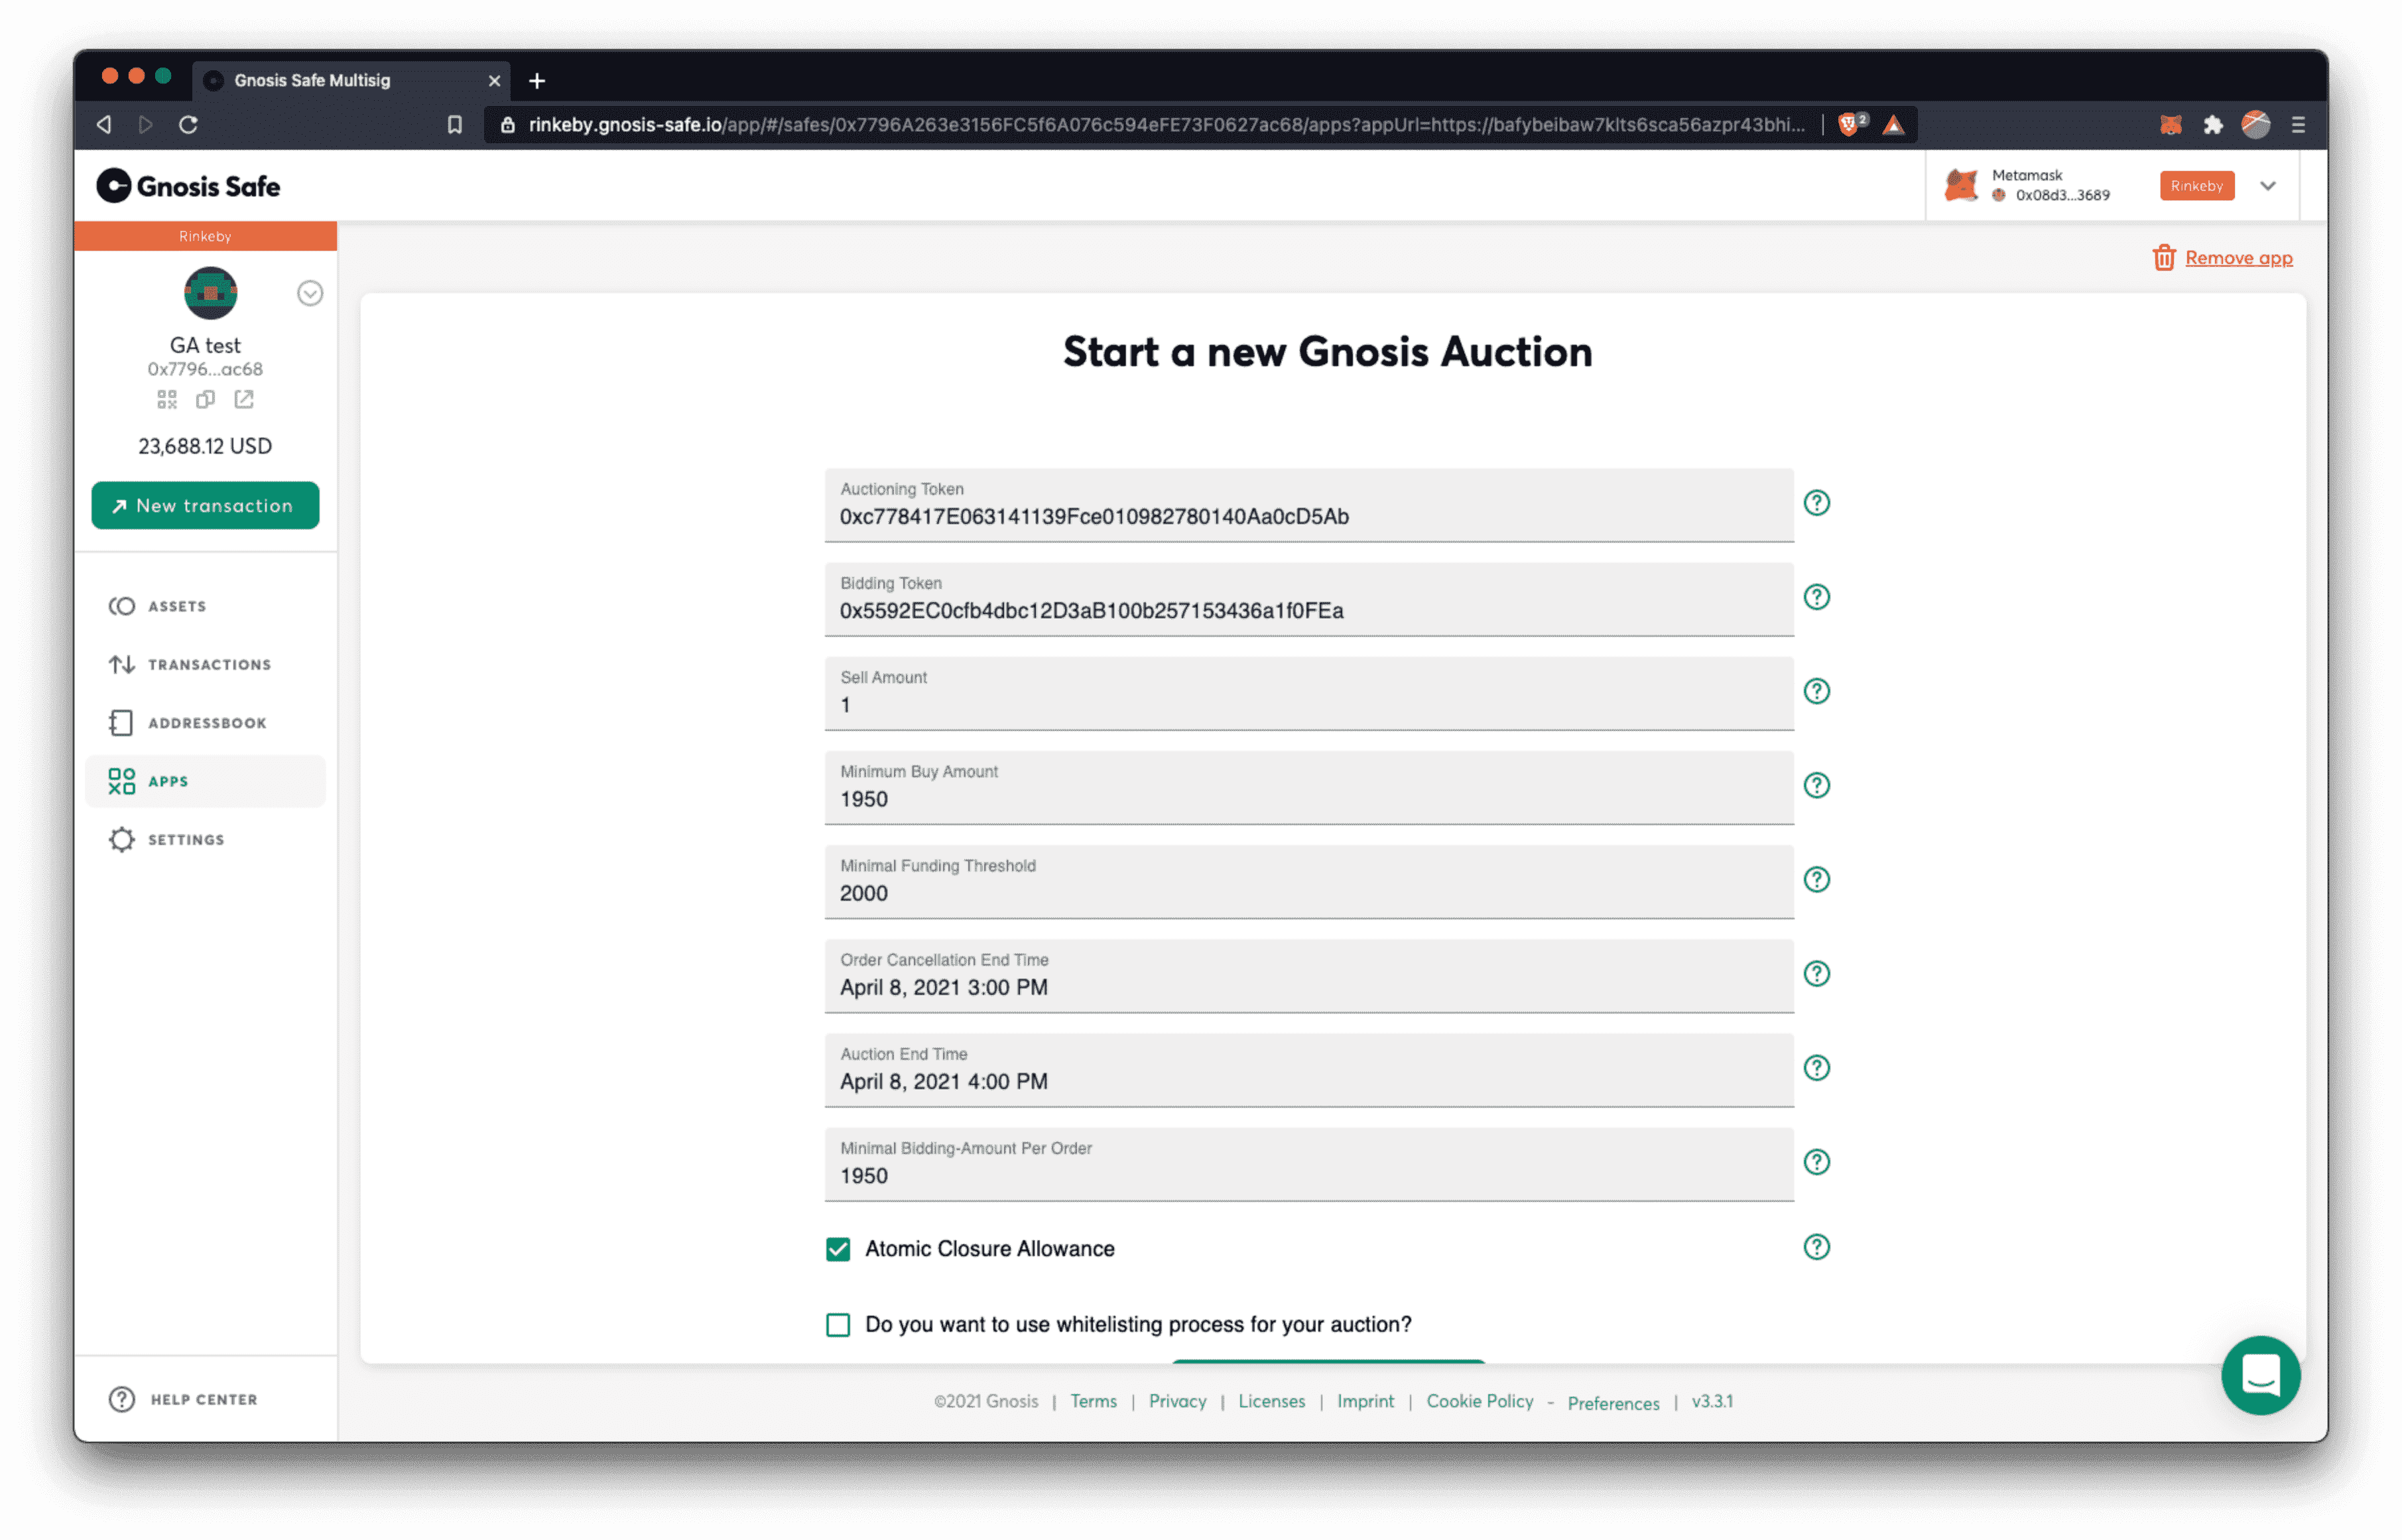 Gnosis Safe Multisig
rinkeby.gnosis-safe.io/app/#/safes/0x7796A263e3156FC5f6A076c594eFE73F0627ac68/apps?appUrl=https://bafybeibaw7klts6sca56azpr43bhi...
2
Gnosis Safe
Metamask
0x08d3...3689
Rinkeby
Rinkeby
Remove app
GA test
0x7796...ac68
23,688.12 USD
New transaction
ASSETS
TRANSACTIONS
ADDRESSBOOK
APPS
SETTINGS
HELP CENTER
Start a new Gnosis Auction
Auctioning Token
0xc778417E063141139Fce010982780140Aa0cD5Ab
Bidding Token
0x5592EC0cfb4dbc12D3aB100b257153436a1f0FEa
Sell Amount
1
Minimum Buy Amount
1950
Minimal Funding Threshold
2000
Order Cancellation End Time
April 8, 2021 3:00 PM
Auction End Time
April 8, 2021 4:00 PM
Minimal Bidding-Amount Per Order
1950
Atomic Closure Allowance
Do you want to use whitelisting process for your auction?
©2021 Gnosis | Terms | Privacy | Licenses | Imprint | Cookie Policy - Preferences | v3.3.1